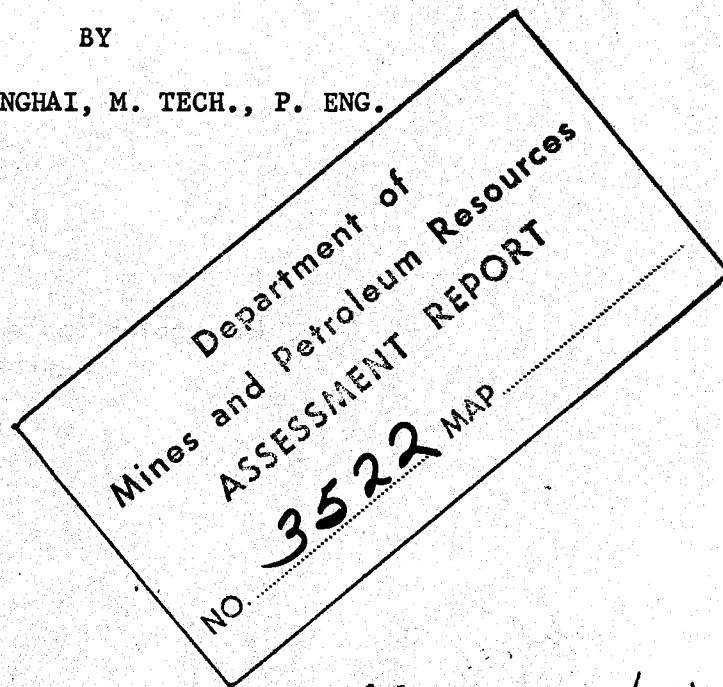 BY
NGHAI, M. TECH., P. ENG.
Department of
Mines and Petroleum Resources
ASSESSMENT REPORT
NO. 3522 MAP